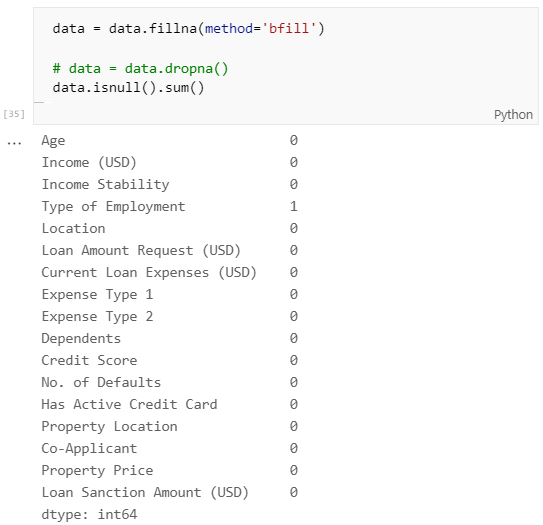 data = data.fillna(method='bfill')
# data = data.dropna()
data.isnull().sum()
[35]
Python
...
Age 0
Income (USD) 0
Income Stability 0
Type of Employment 1
Location 0
Loan Amount Request (USD) 0
Current Loan Expenses (USD) 0
Expense Type 1 0
Expense Type 2 0
Dependents 0
Credit Score 0
No. of Defaults 0
Has Active Credit Card 0
Property Location 0
Co-Applicant 0
Property Price 0
Loan Sanction Amount (USD) 0
dtype: int64